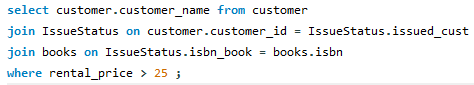 select customer.customer_name from customer
join IssueStatus on customer.customer_id = IssueStatus.issued_cust
join books on IssueStatus.isbn_book = books.isbn
where rental_price > 25 ;